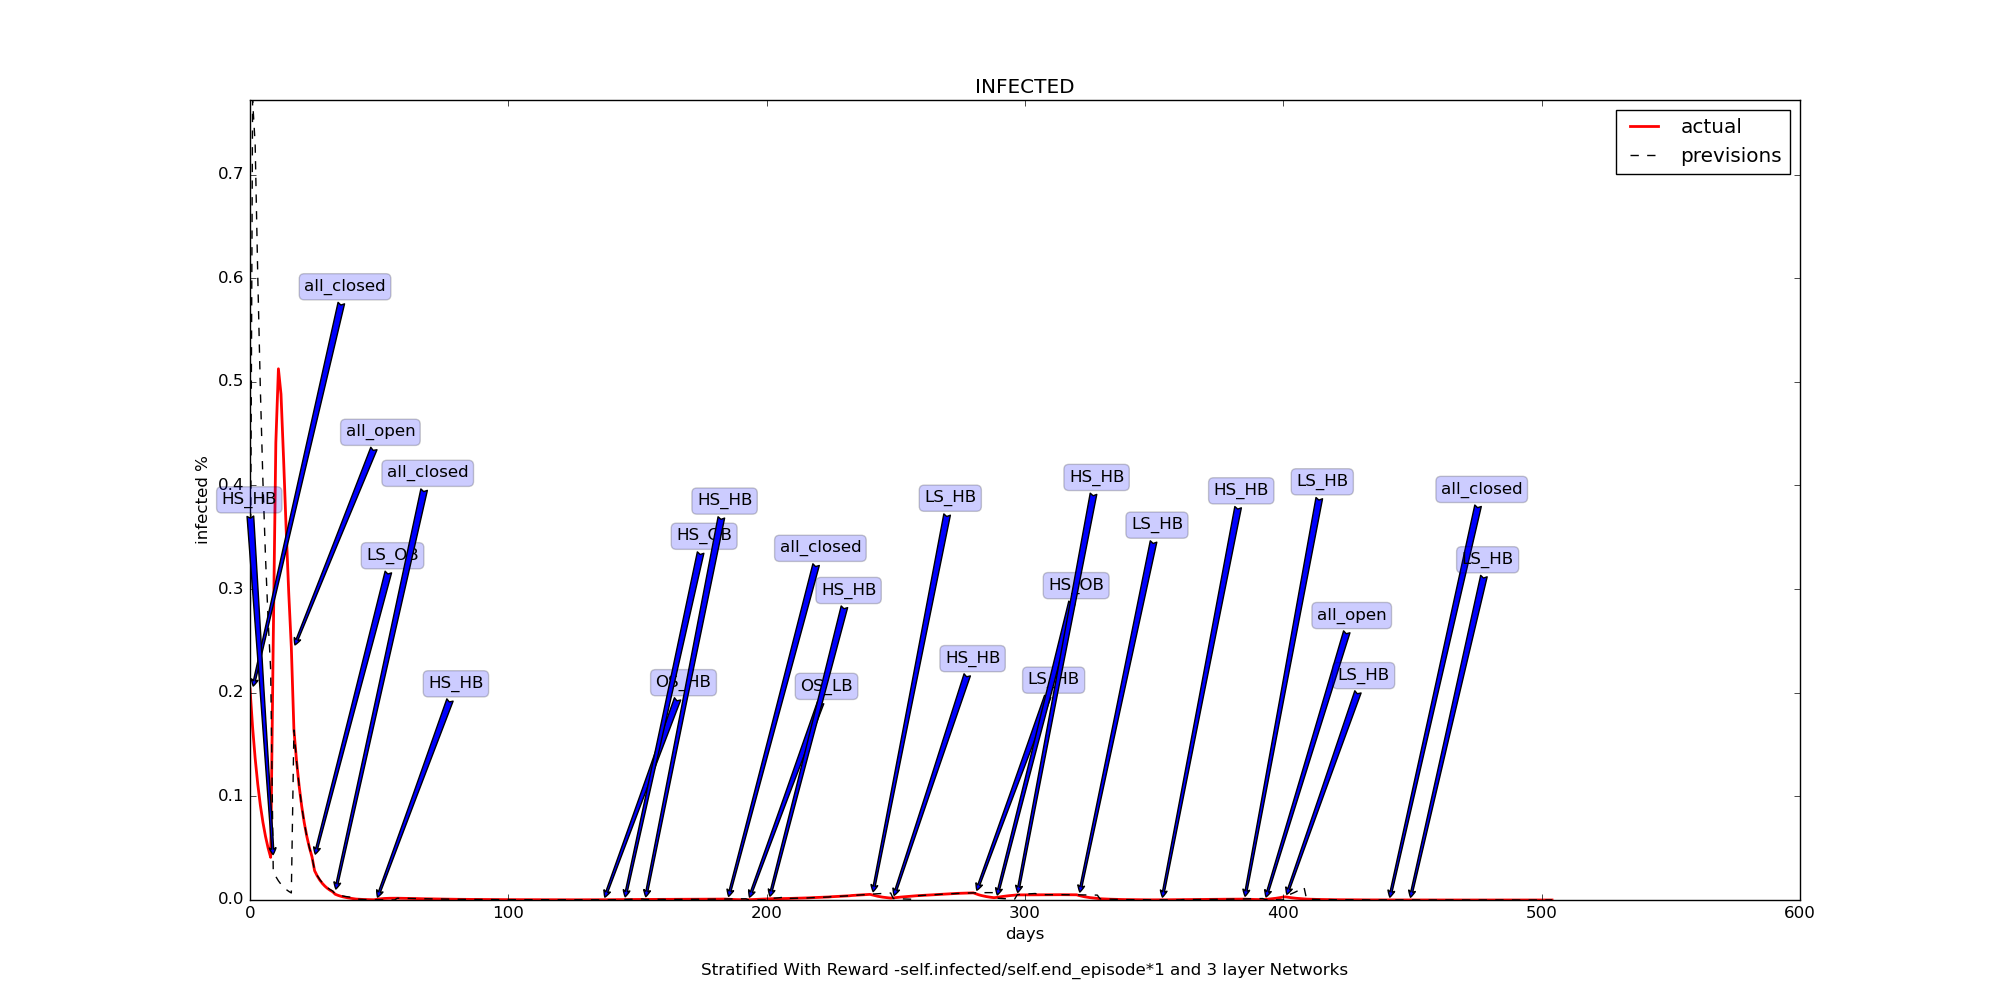 INFECTED
actual
previsions
0.7
0.6
0.5
0.4
0.3
0.2
0.1
0.0
infected %
all_closed
all_open
all_closed
HS_HB
LS_OB
HS_HB
HS_HB
HS_OB
OS_HB
all_closed
HS_HB
OS_LB
LS_HB
HS_HB
HS_HB
HS_OB
LS_HB
LS_HB
HS_HB
LS_HB
all_open
LS_HB
all_closed
LS_HB
0 100 200 300 400 500 600
days
Stratified With Reward -self.infected/self.end_episode*1 and 3 layer Networks